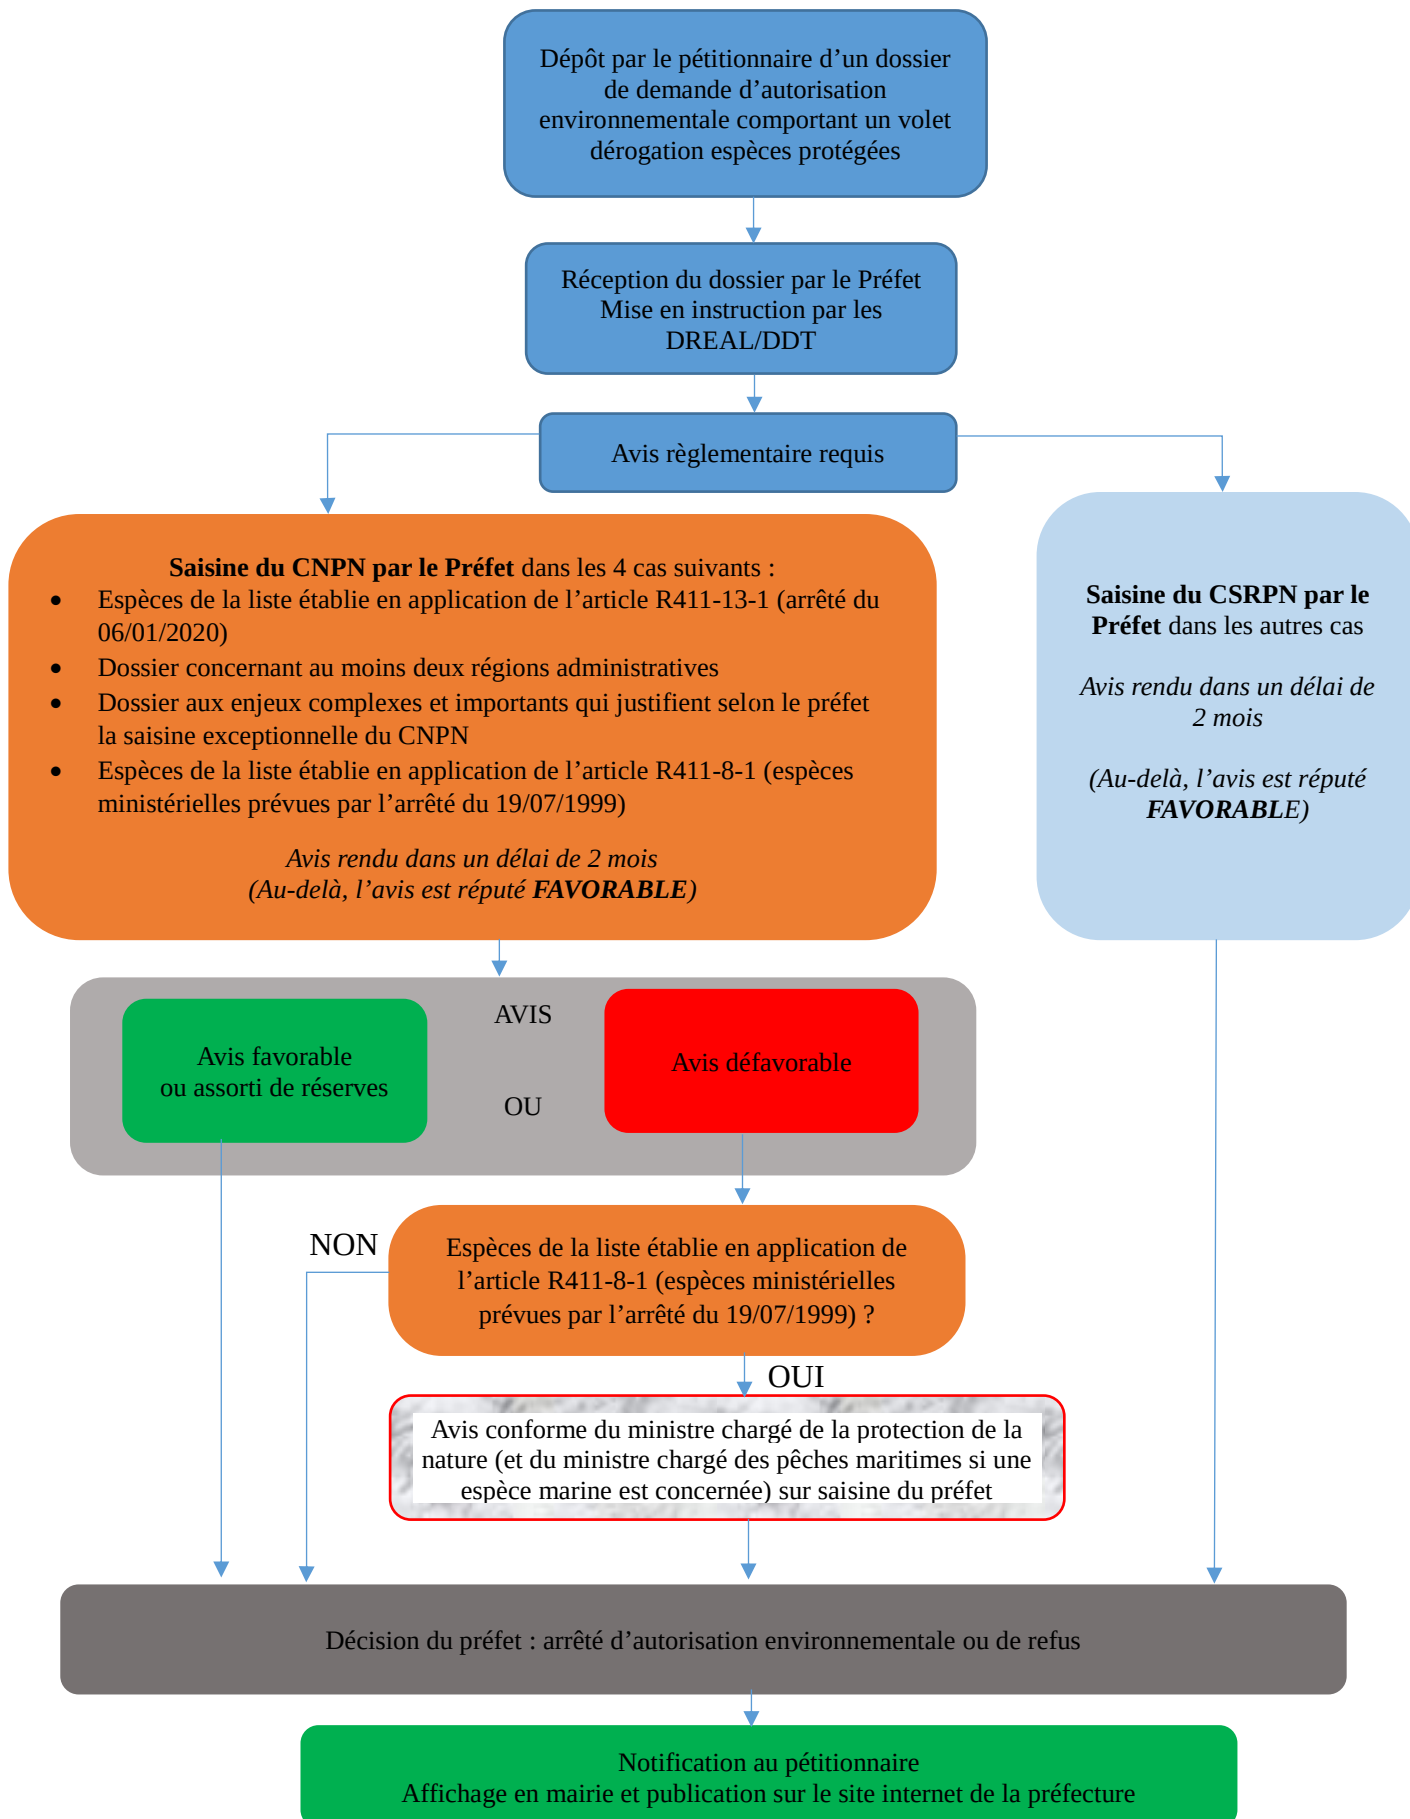 Dépôt par le pétitionnaire d’un dossier
de demande d’autorisation
environnementale comportant un volet
dérogation espèces protégées
Réception du dossier par le Préfet
Mise en instruction par les
DREAL/DDT
Avis règlementaire requis
Saisine du CNPN par le Préfet dans les 4 cas suivants :
• Espèces de la liste établie en application de l’article R411-13-1 (arrêté du
06/01/2020)
• Dossier concernant au moins deux régions administratives
• Dossier aux enjeux complexes et importants qui justifient selon le préfet
la saisine exceptionnelle du CNPN
• Espèces de la liste établie en application de l’article R411-8-1 (espèces
ministérielles prévues par l’arrêté du 19/07/1999)
Avis rendu dans un délai de 2 mois
(Au-delà, l’avis est réputé FAVORABLE)
Saisine du CSRPN par le
Préfet dans les autres cas
Avis rendu dans un délai de
2 mois
(Au-delà, l’avis est réputé
FAVORABLE)
AVIS
Avis favorable
ou assorti de réserves
OU
Avis défavorable
NON
Espèces de la liste établie en application de
l’article R411-8-1 (espèces ministérielles
prévues par l’arrêté du 19/07/1999) ?
OUI
Avis conforme du ministre chargé de la protection de la
nature (et du ministre chargé des pêches maritimes si une
espèce marine est concernée) sur saisine du préfet
Décision du préfet : arrêté d’autorisation environnementale ou de refus
Notification au pétitionnaire
Affichage en mairie et publication sur le site internet de la préfecture